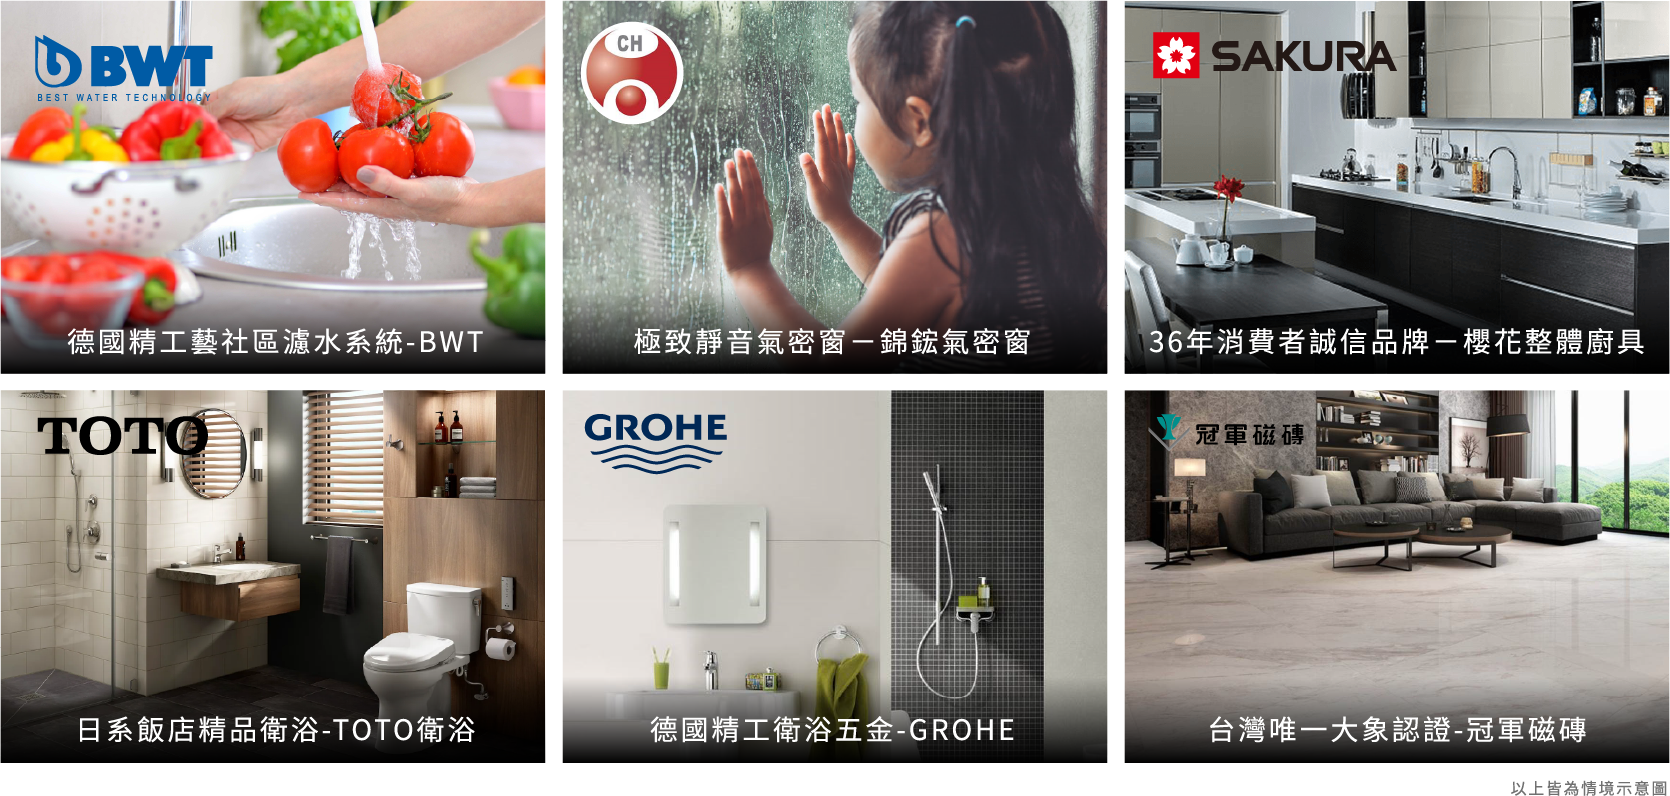 BWT
BEST WATER TECHNOLOGY
德國精工藝社區濾水系統-BWT
CH
極致靜音氣密窗－錦鋐氣密窗
SAKURA
36年消費者誠信品牌－櫻花整體廚具
TOTO
日系飯店精品衛浴-TOTO衛浴
GROHE
德國精工衛浴五金-GROHE
冠軍磁磚
台灣唯一大象認證-冠軍磁磚
以上皆為情境示意圖